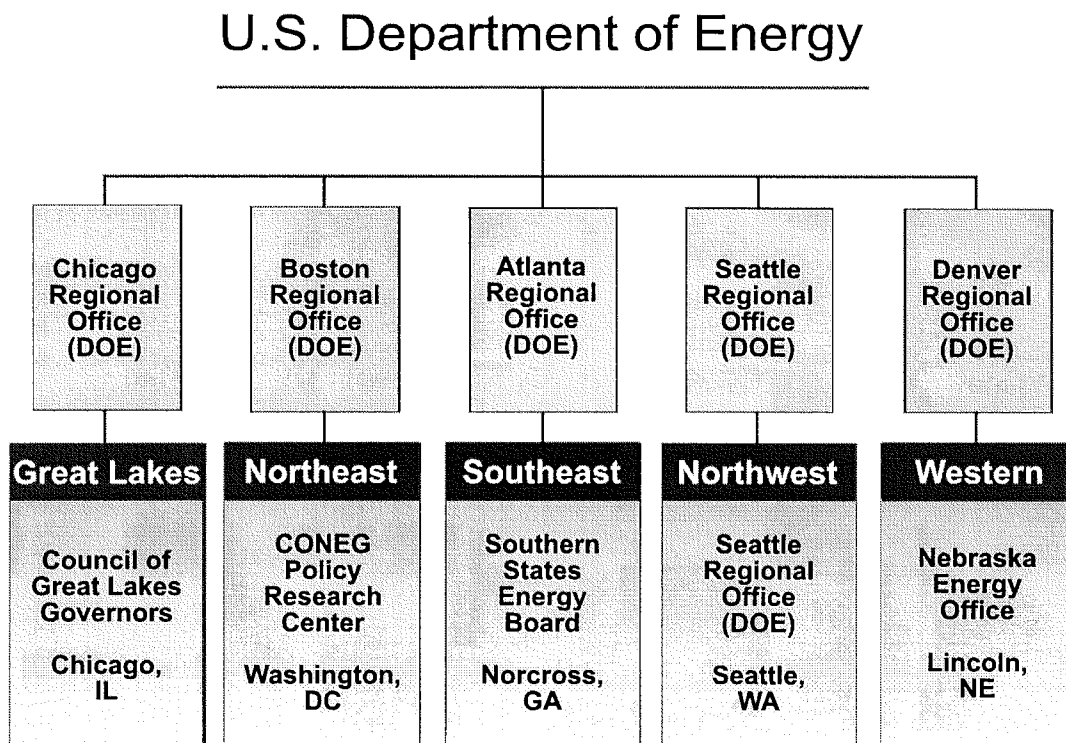 U.S. Department of Energy
Chicago
Regional
Office
(DOE)
Boston
Regional
Office
(DOE)
Atlanta
Regional
Office
(DOE)
Seattle
Regional
Office
(DOE)
Denver
Regional
Office
(DOE)
Great Lakes
Council of
Great Lakes
Governors
Chicago,
IL
Northeast
CONEG
Policy
Research
Center
Washington,
DC
Southeast
Southern
States
Energy
Board
Norcross,
GA
Northwest
Seattle
Regional
Office
(DOE)
Seattle,
WA
Western
Nebraska
Energy
Office
Lincoln,
NE